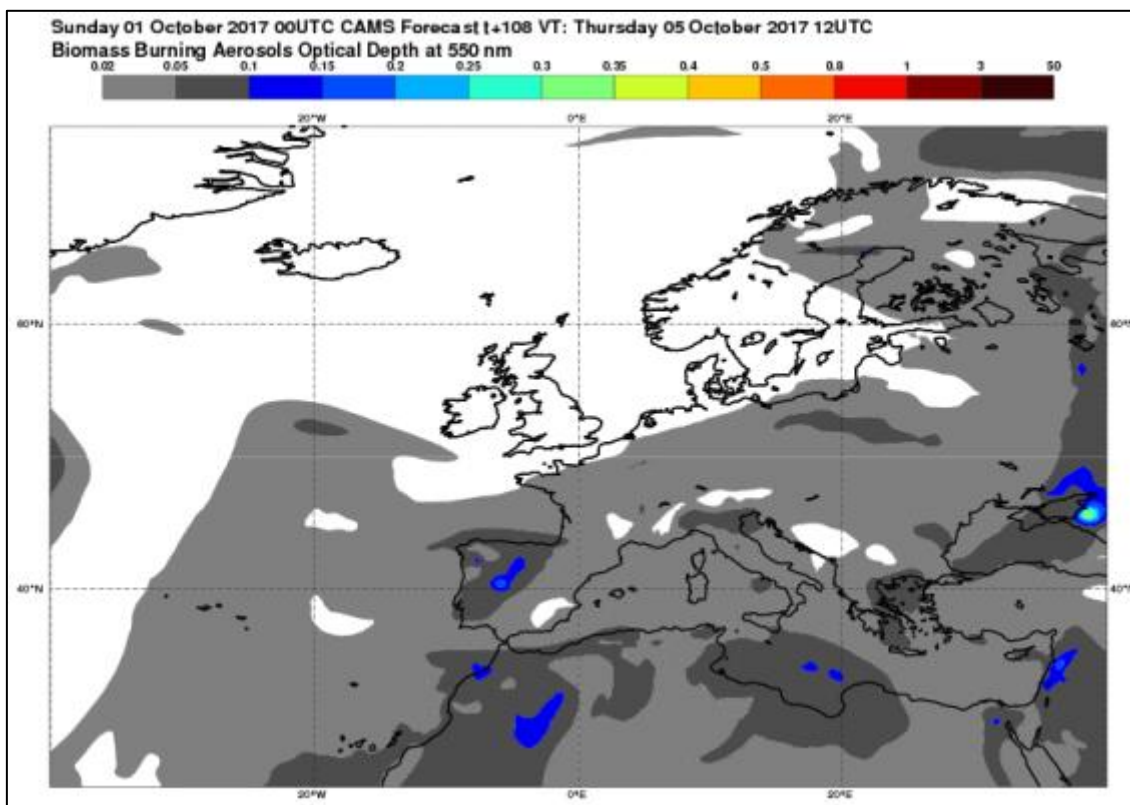 Sunday 01 October 2017 00UTC CAMS Forecast t+108 VT: Thursday 05 October 2017 12UTC
Biomass Burning Aerosols Optical Depth at 550 nm
0.02 0.05 0.1 0.15 0.2 0.25 0.3 0.35 0.4 0.5 0.8 1 3 50
20°W 0°E 20°E
60°N 60°N
40°N 40°N
20°W 0°E 20°E